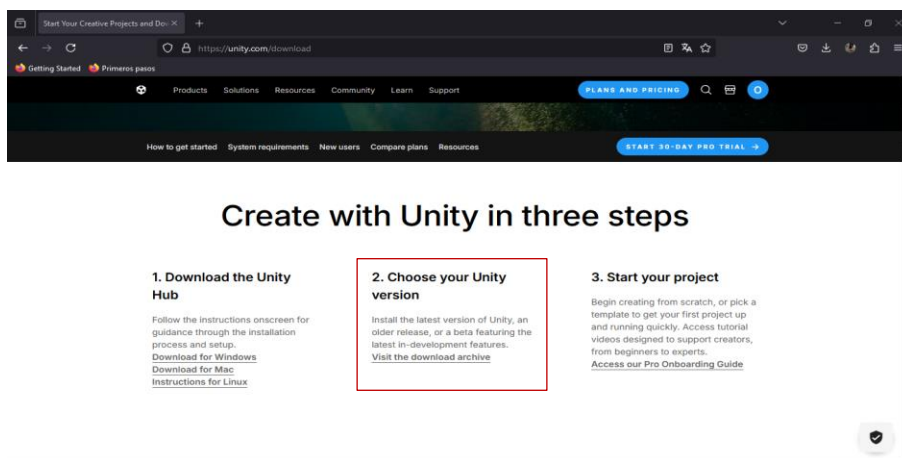 Start Your Creative Projects and Dov
https://unity.com/download
Getting Started Primeros pasos
Products Solutions Resources Community Learn Support PLANS AND PRICING O
How to get started System requirements New users Compare plans Resources START 30-DAY PRO TRIAL →
Create with Unity in three steps
1. Download the Unity
Hub
Follow the instructions onscreen for
guidance through the installation
process and setup.
Download for Windows
Download for Mac
Instructions for Linux
2. Choose your Unity
version
Install the latest version of Unity, an
older release, or a beta featuring the
latest in-development features.
Visit the download archive
3. Start your project
Begin creating from scratch, or pick a
template to get your first project up
and running quickly. Access tutorial
videos designed to support creators,
from beginners to experts.
Access our Pro Onboarding Guide